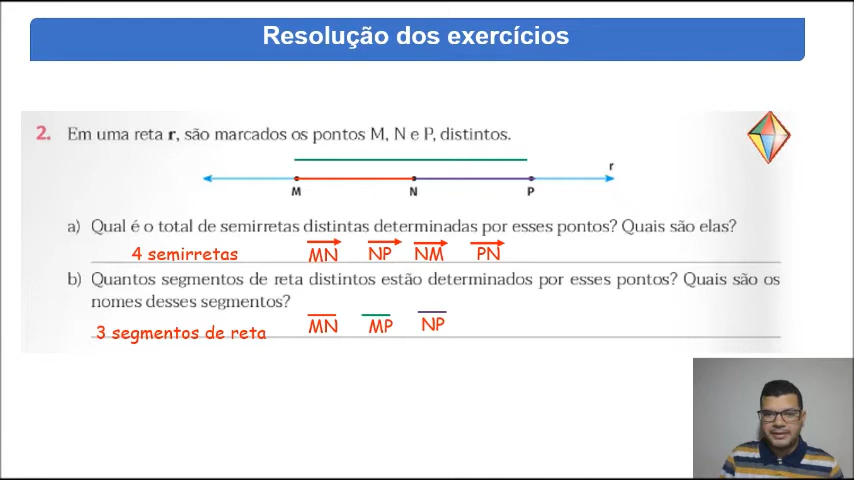 Resolução dos exercícios
2. Em uma reta r, são marcados os pontos M, N e P, distintos.
r
M N P
a) Qual é o total de semirretas distintas determinadas por esses pontos? Quais são elas?
4 semirretas MN NP NM PN
b) Quantos segmentos de reta distintos estão determinados por esses pontos? Quais são os
nomes desses segmentos?
3 segmentos de reta MN MP NP